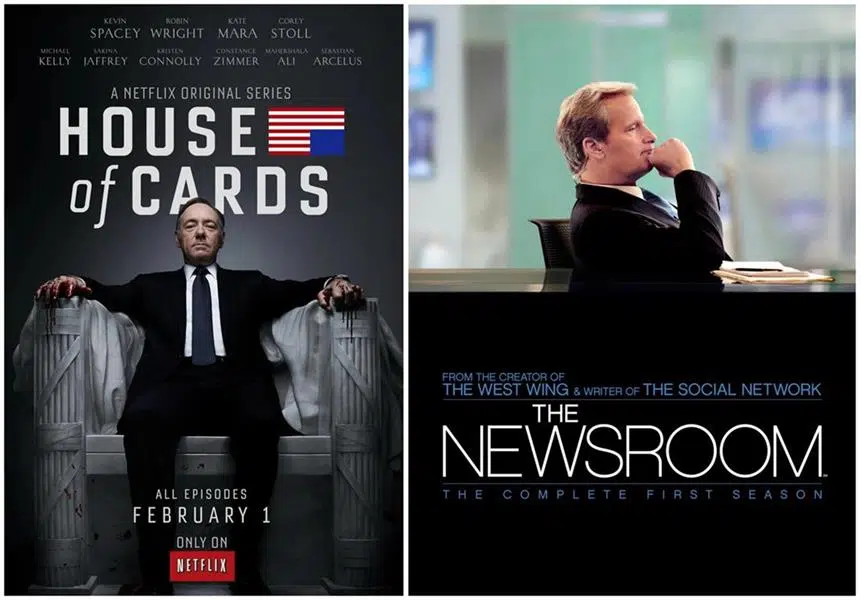 KEVIN SPACEY ROBIN WRIGHT KATE MARA COREY STOLL
MICHAEL KELLY SAKINA JAFFREY KRISTEN CONNOLLY CONSTANCE ZIMMER MAHERSHALA ALI SEBASTIAN ARCELUS
A NETFLIX ORIGINAL SERIES
HOUSE
of CARDS
ALL EPISODES
FEBRUARY 1
ONLY ON
NETFLIX
FROM THE CREATOR OF
THE WEST WING & WRITER OF THE SOCIAL NETWORK
THE
NEWSROOM
THE COMPLETE FIRST SEASON